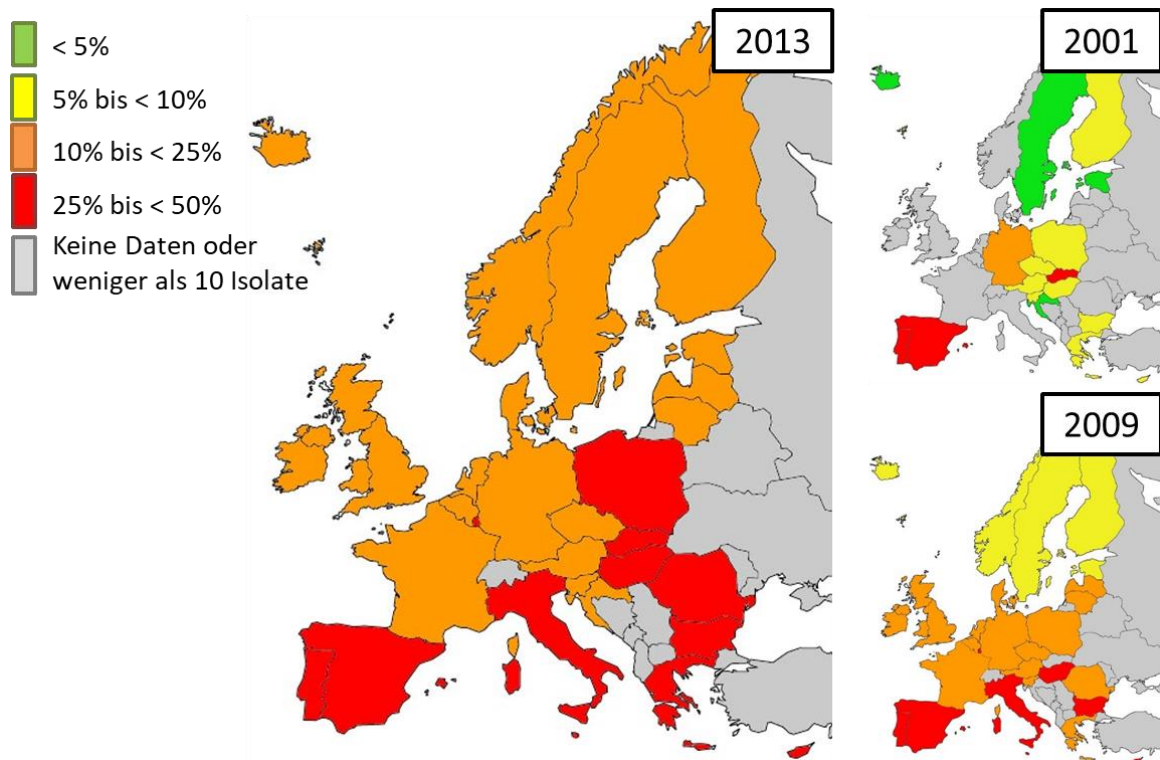 < 5%
5% bis < 10%
10% bis < 25%
25% bis < 50%
Keine Daten oder
weniger als 10 Isolate
2013
2001
2009